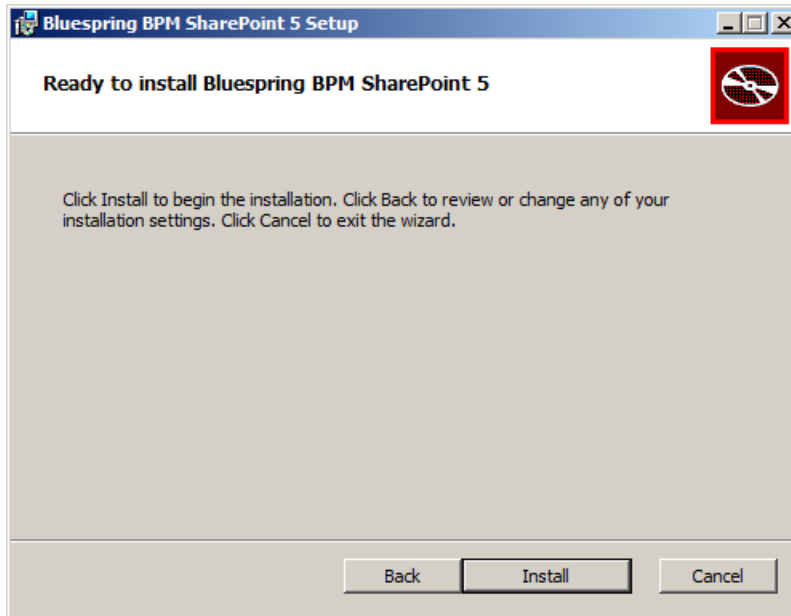 Bluespring BPM SharePoint 5 Setup
Ready to install Bluespring BPM SharePoint 5
Click Install to begin the installation. Click Back to review or change any of your
installation settings. Click Cancel to exit the wizard.
Back Install Cancel